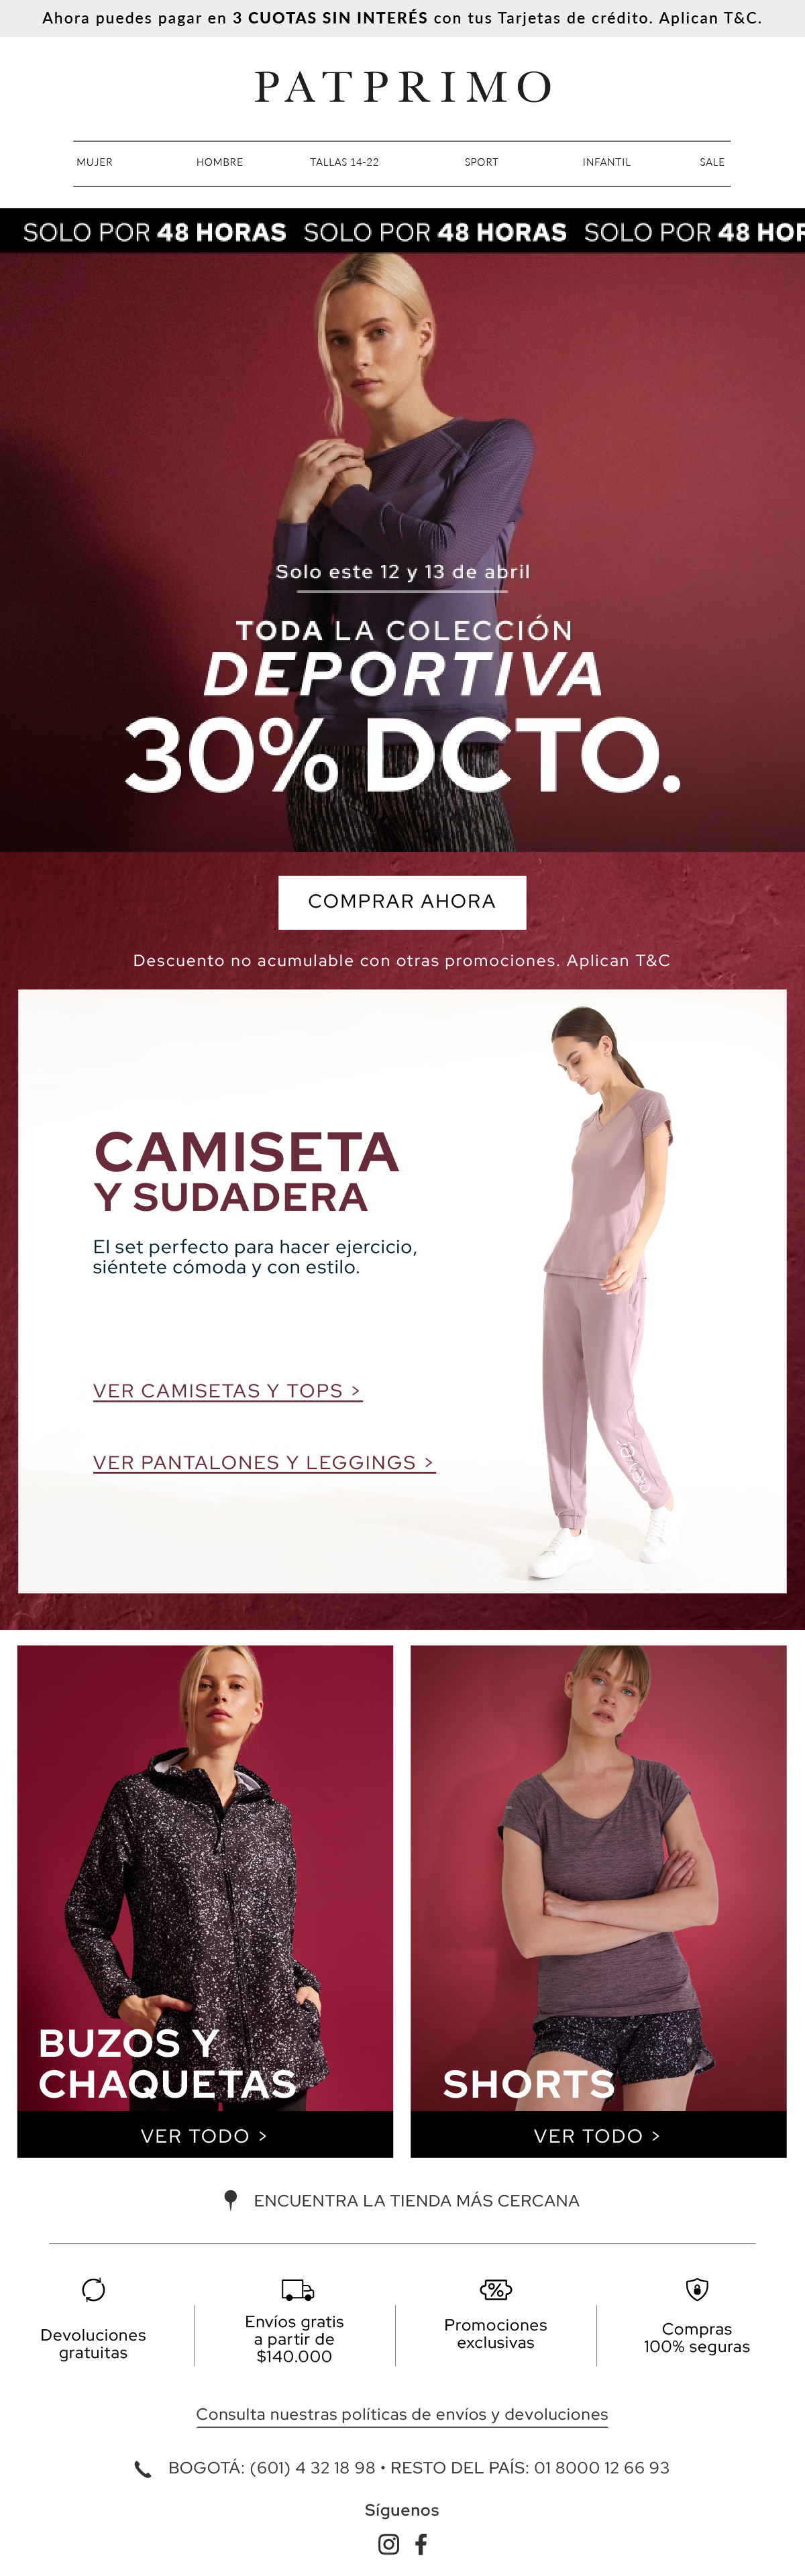 Ahora puedes pagar en 3 CUOTAS SIN INTERÉS con tus Tarjetas de crédito. Aplican T&C.
PATPRIMO
MUJER HOMBRE TALLAS 14-22 SPORT INFANTIL SALE
SOLO POR 48 HORAS SOLO POR 48 HORAS SOLO POR 48 HOR
Solo este 12 y 13 de abril
TODA LA COLECCIÓN
DEPORTIVA
30% DCTO.
COMPRAR AHORA
Descuento no acumulable con otras promociones. Aplican T&C
CAMISETA
Y SUDADERA
El set perfecto para hacer ejercicio,
siéntete cómoda y con estilo.
VER CAMISETAS Y TOPS >
VER PANTALONES Y LEGGINGS >
BUZOS Y
CHAQUETAS
VER TODO >
SHORTS
VER TODO >
ENCUENTRA LA TIENDA MÁS CERCANA
Devoluciones
gratuitas
Envíos gratis
a partir de
$140.000
Promociones
exclusivas
Compras
100% seguras
Consulta nuestras políticas de envíos y devoluciones
BOGOTÁ: (601) 4 32 18 98 • RESTO DEL PAÍS: 01 8000 12 66 93
Síguenos